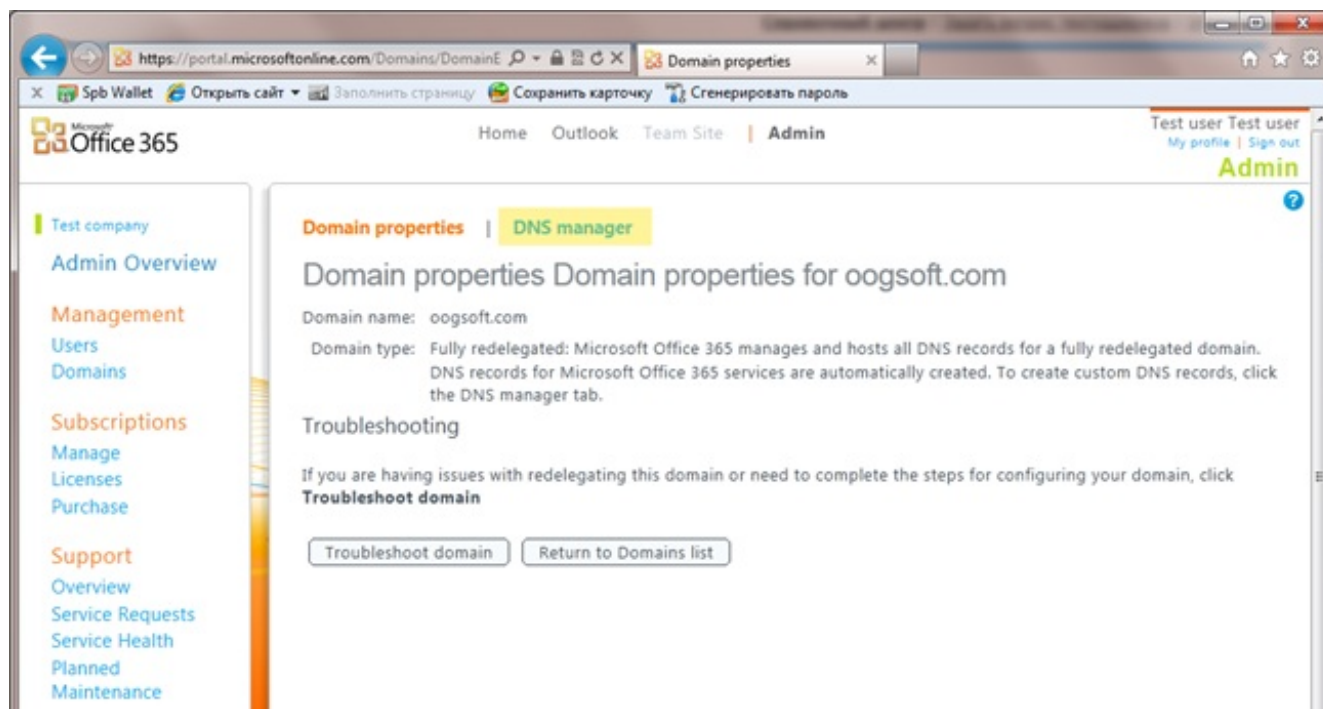 https://portal.microsoftonline.com/Domains/DomainE
Domain properties
Spb Wallet Открыть сайт Заполнить страницу Сохранить карточку Сгенерировать пароль
Microsoft
Office 365
Home Outlook Team Site | Admin
Test user Test user
My profile | Sign out
Admin
Test company
Admin Overview
Management
Users
Domains
Subscriptions
Manage
Licenses
Purchase
Support
Overview
Service Requests
Service Health
Planned
Maintenance
Domain properties | DNS manager
Domain properties Domain properties for oogsoft.com
Domain name: oogsoft.com
Domain type: Fully redelegated: Microsoft Office 365 manages and hosts all DNS records for a fully redelegated domain.
DNS records for Microsoft Office 365 services are automatically created. To create custom DNS records, click
the DNS manager tab.
Troubleshooting
If you are having issues with redelegating this domain or need to complete the steps for configuring your domain, click
Troubleshoot domain
Troubleshoot domain Return to Domains list